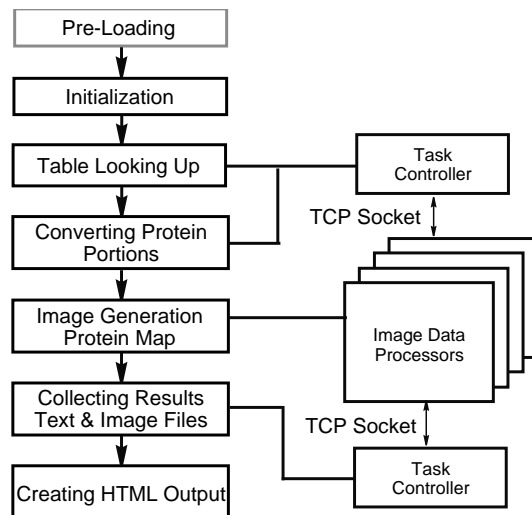 Pre-Loading
Initialization
Table Looking Up
Converting Protein
Portions
Image Generation
Protein Map
Collecting Results
Text & Image Files
Creating HTML Output
Task
Controller
TCP Socket
Image Data
Processors
TCP Socket
Task
Controller